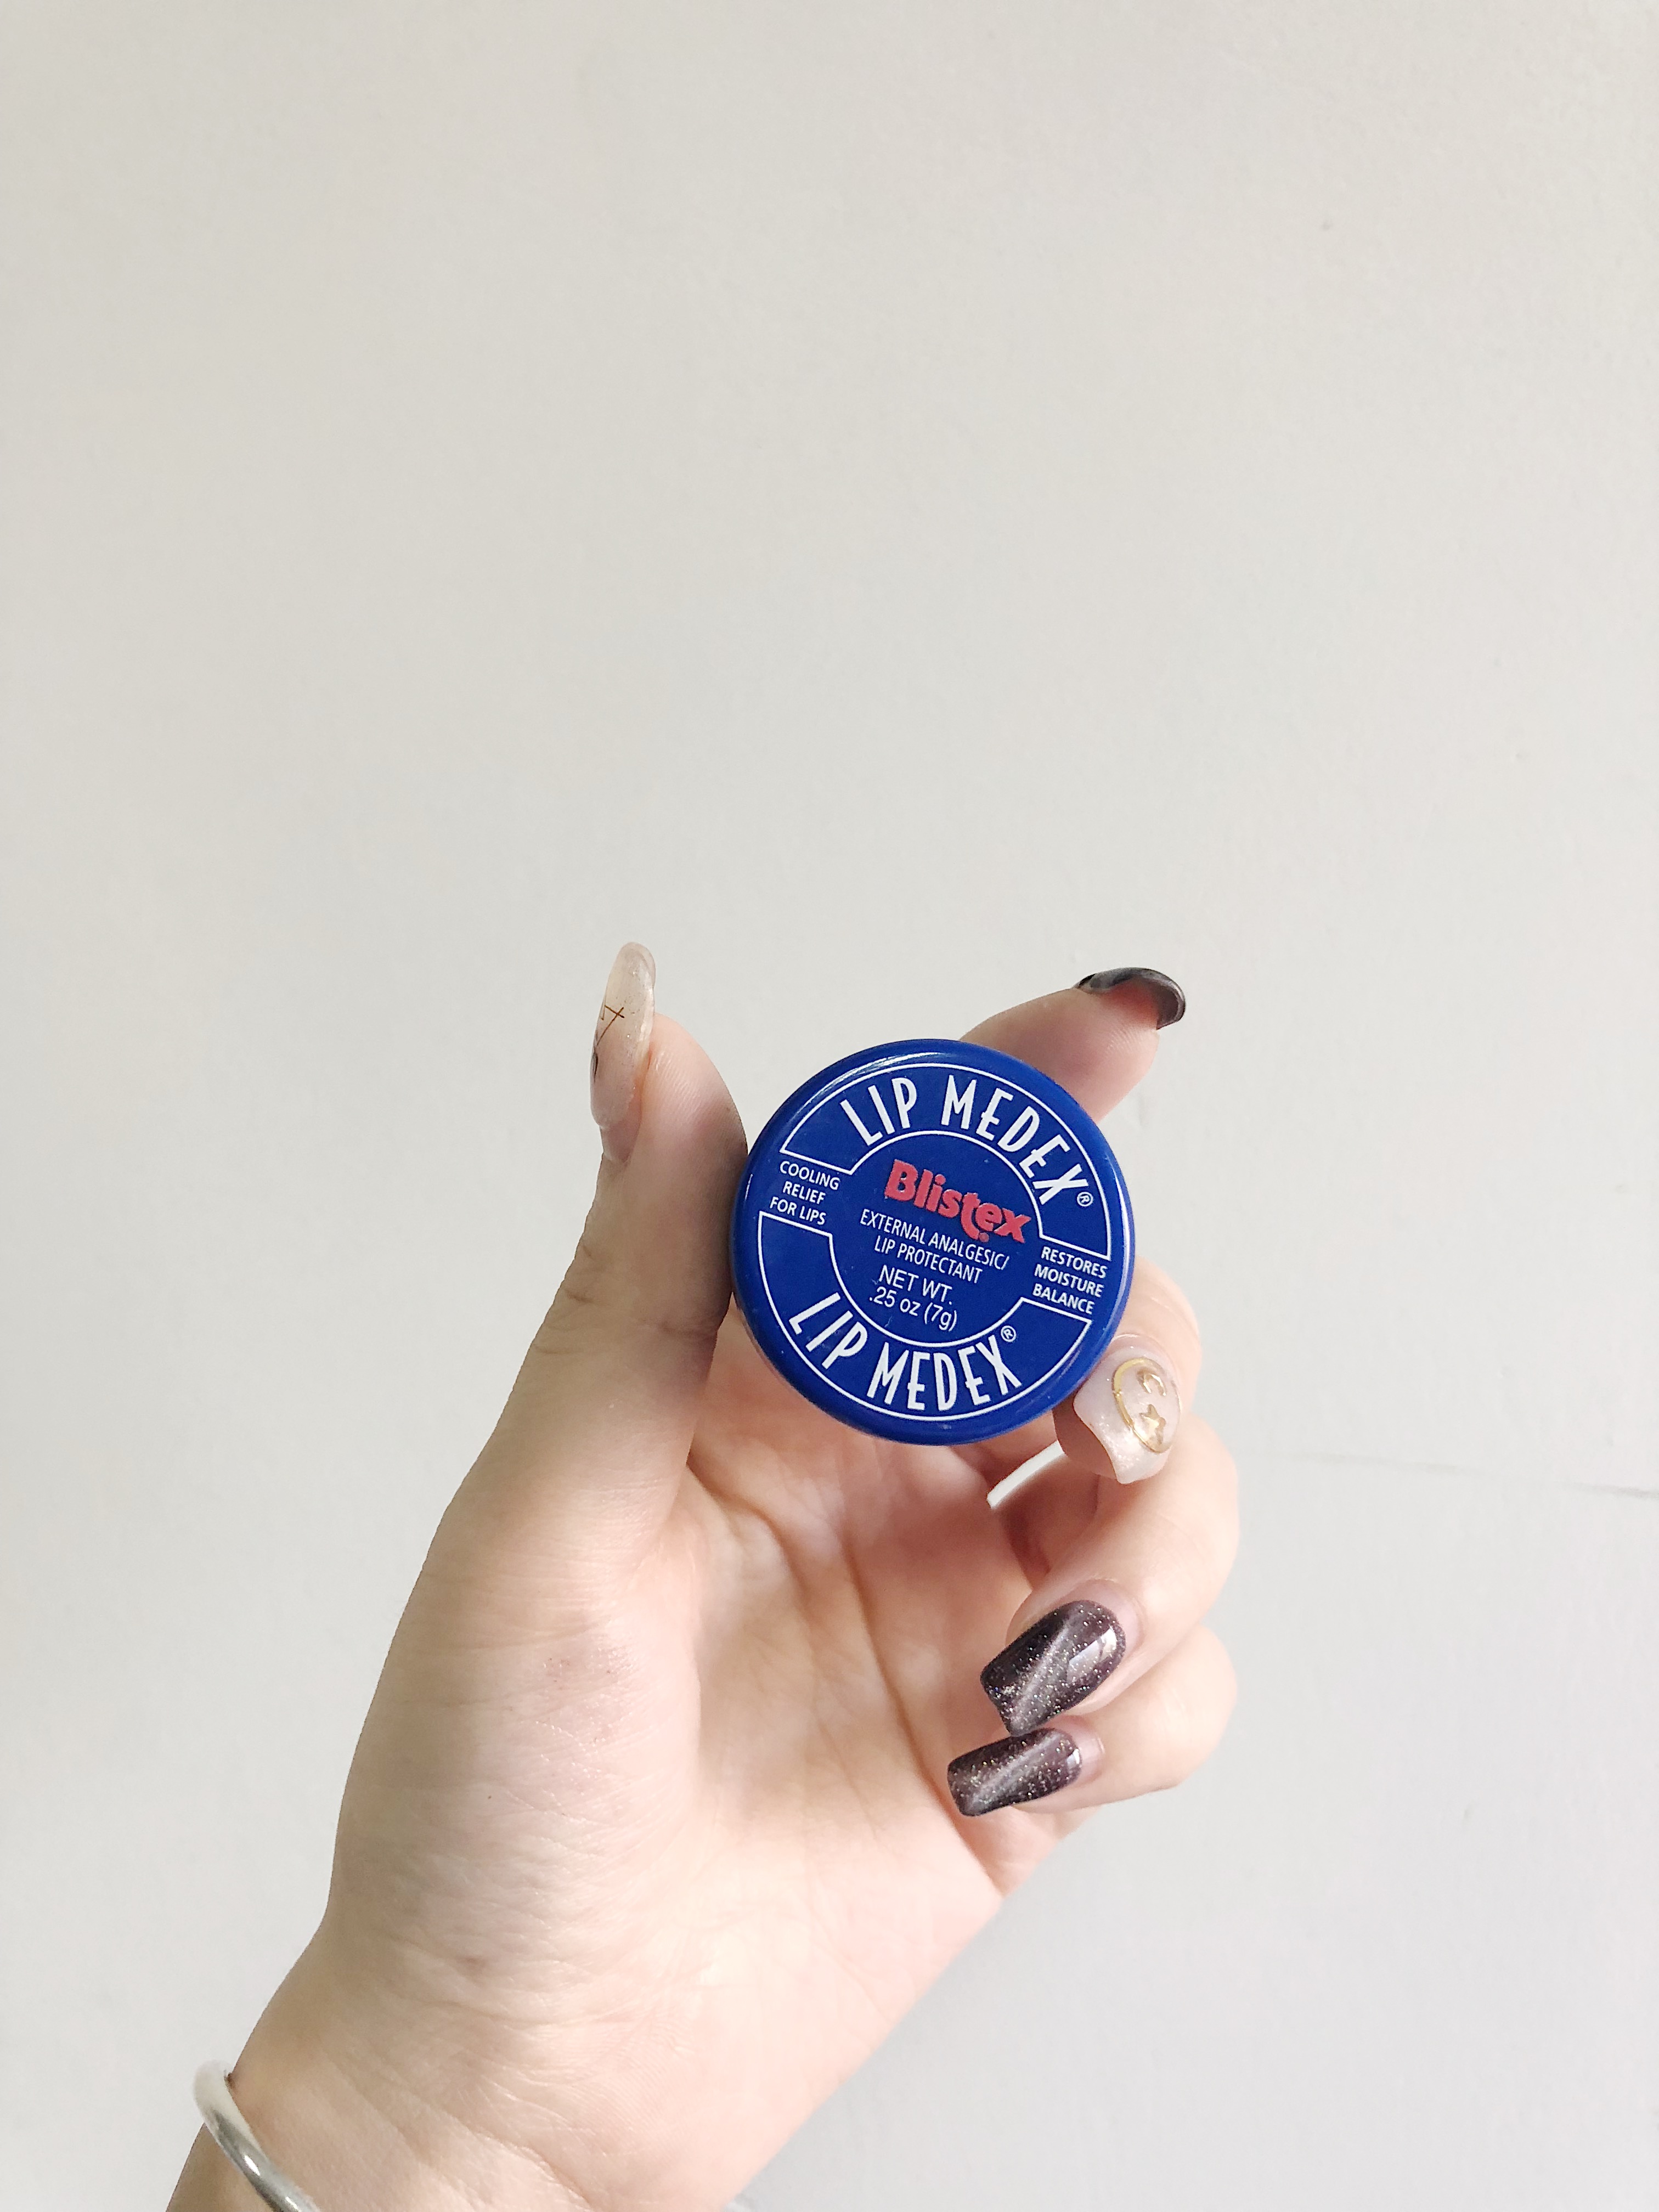 LIP MEDEX®
COOLING
RELIEF
FOR LIPS
Blistex®
EXTERNAL ANALGESIC/
LIP PROTECTANT
NET WT.
.25 oz (7g)
RESTORES
MOISTURE
BALANCE
LIP MEDEX®